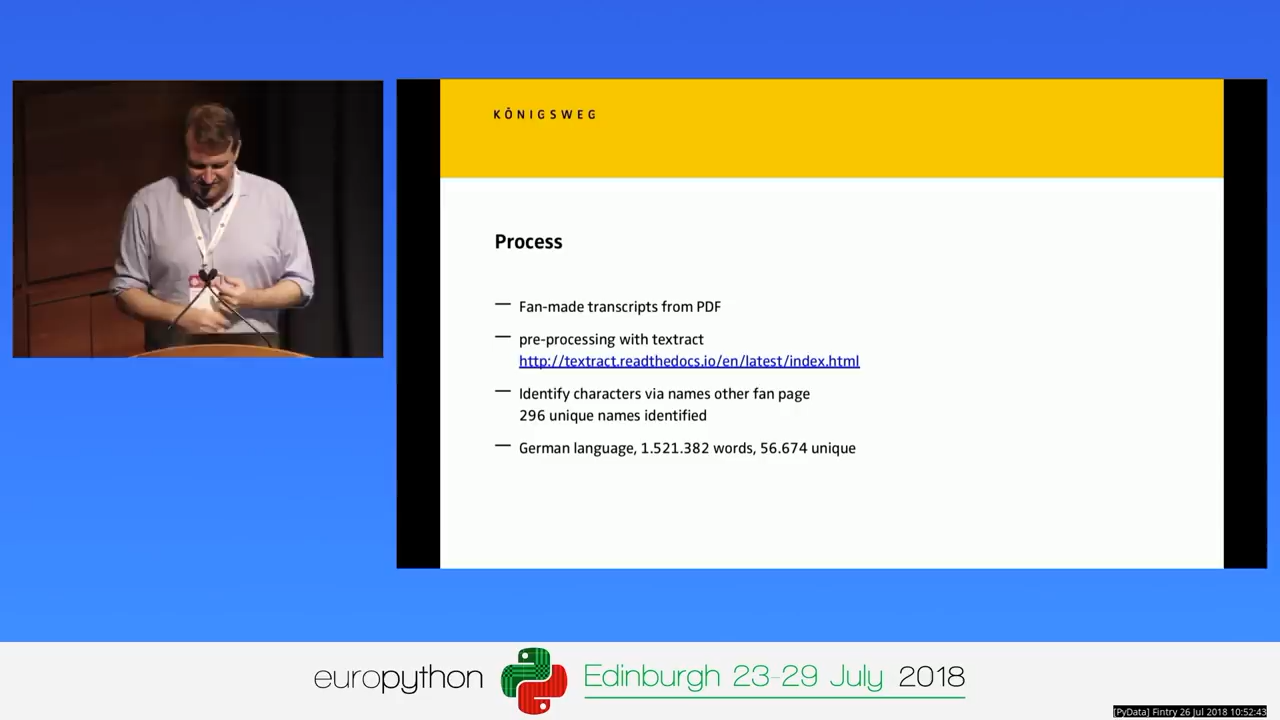 KÖNIGSWEG
Process
— Fan-made transcripts from PDF
— pre-processing with textract
http://textract.readthedocs.io/en/latest/index.html
— Identify characters via names other fan page
296 unique names identified
— German language, 1.521.382 words, 56.674 unique
europython Edinburgh 23-29 July 2018
[PyData] Fintry 26 Jul 2018 10:52:43